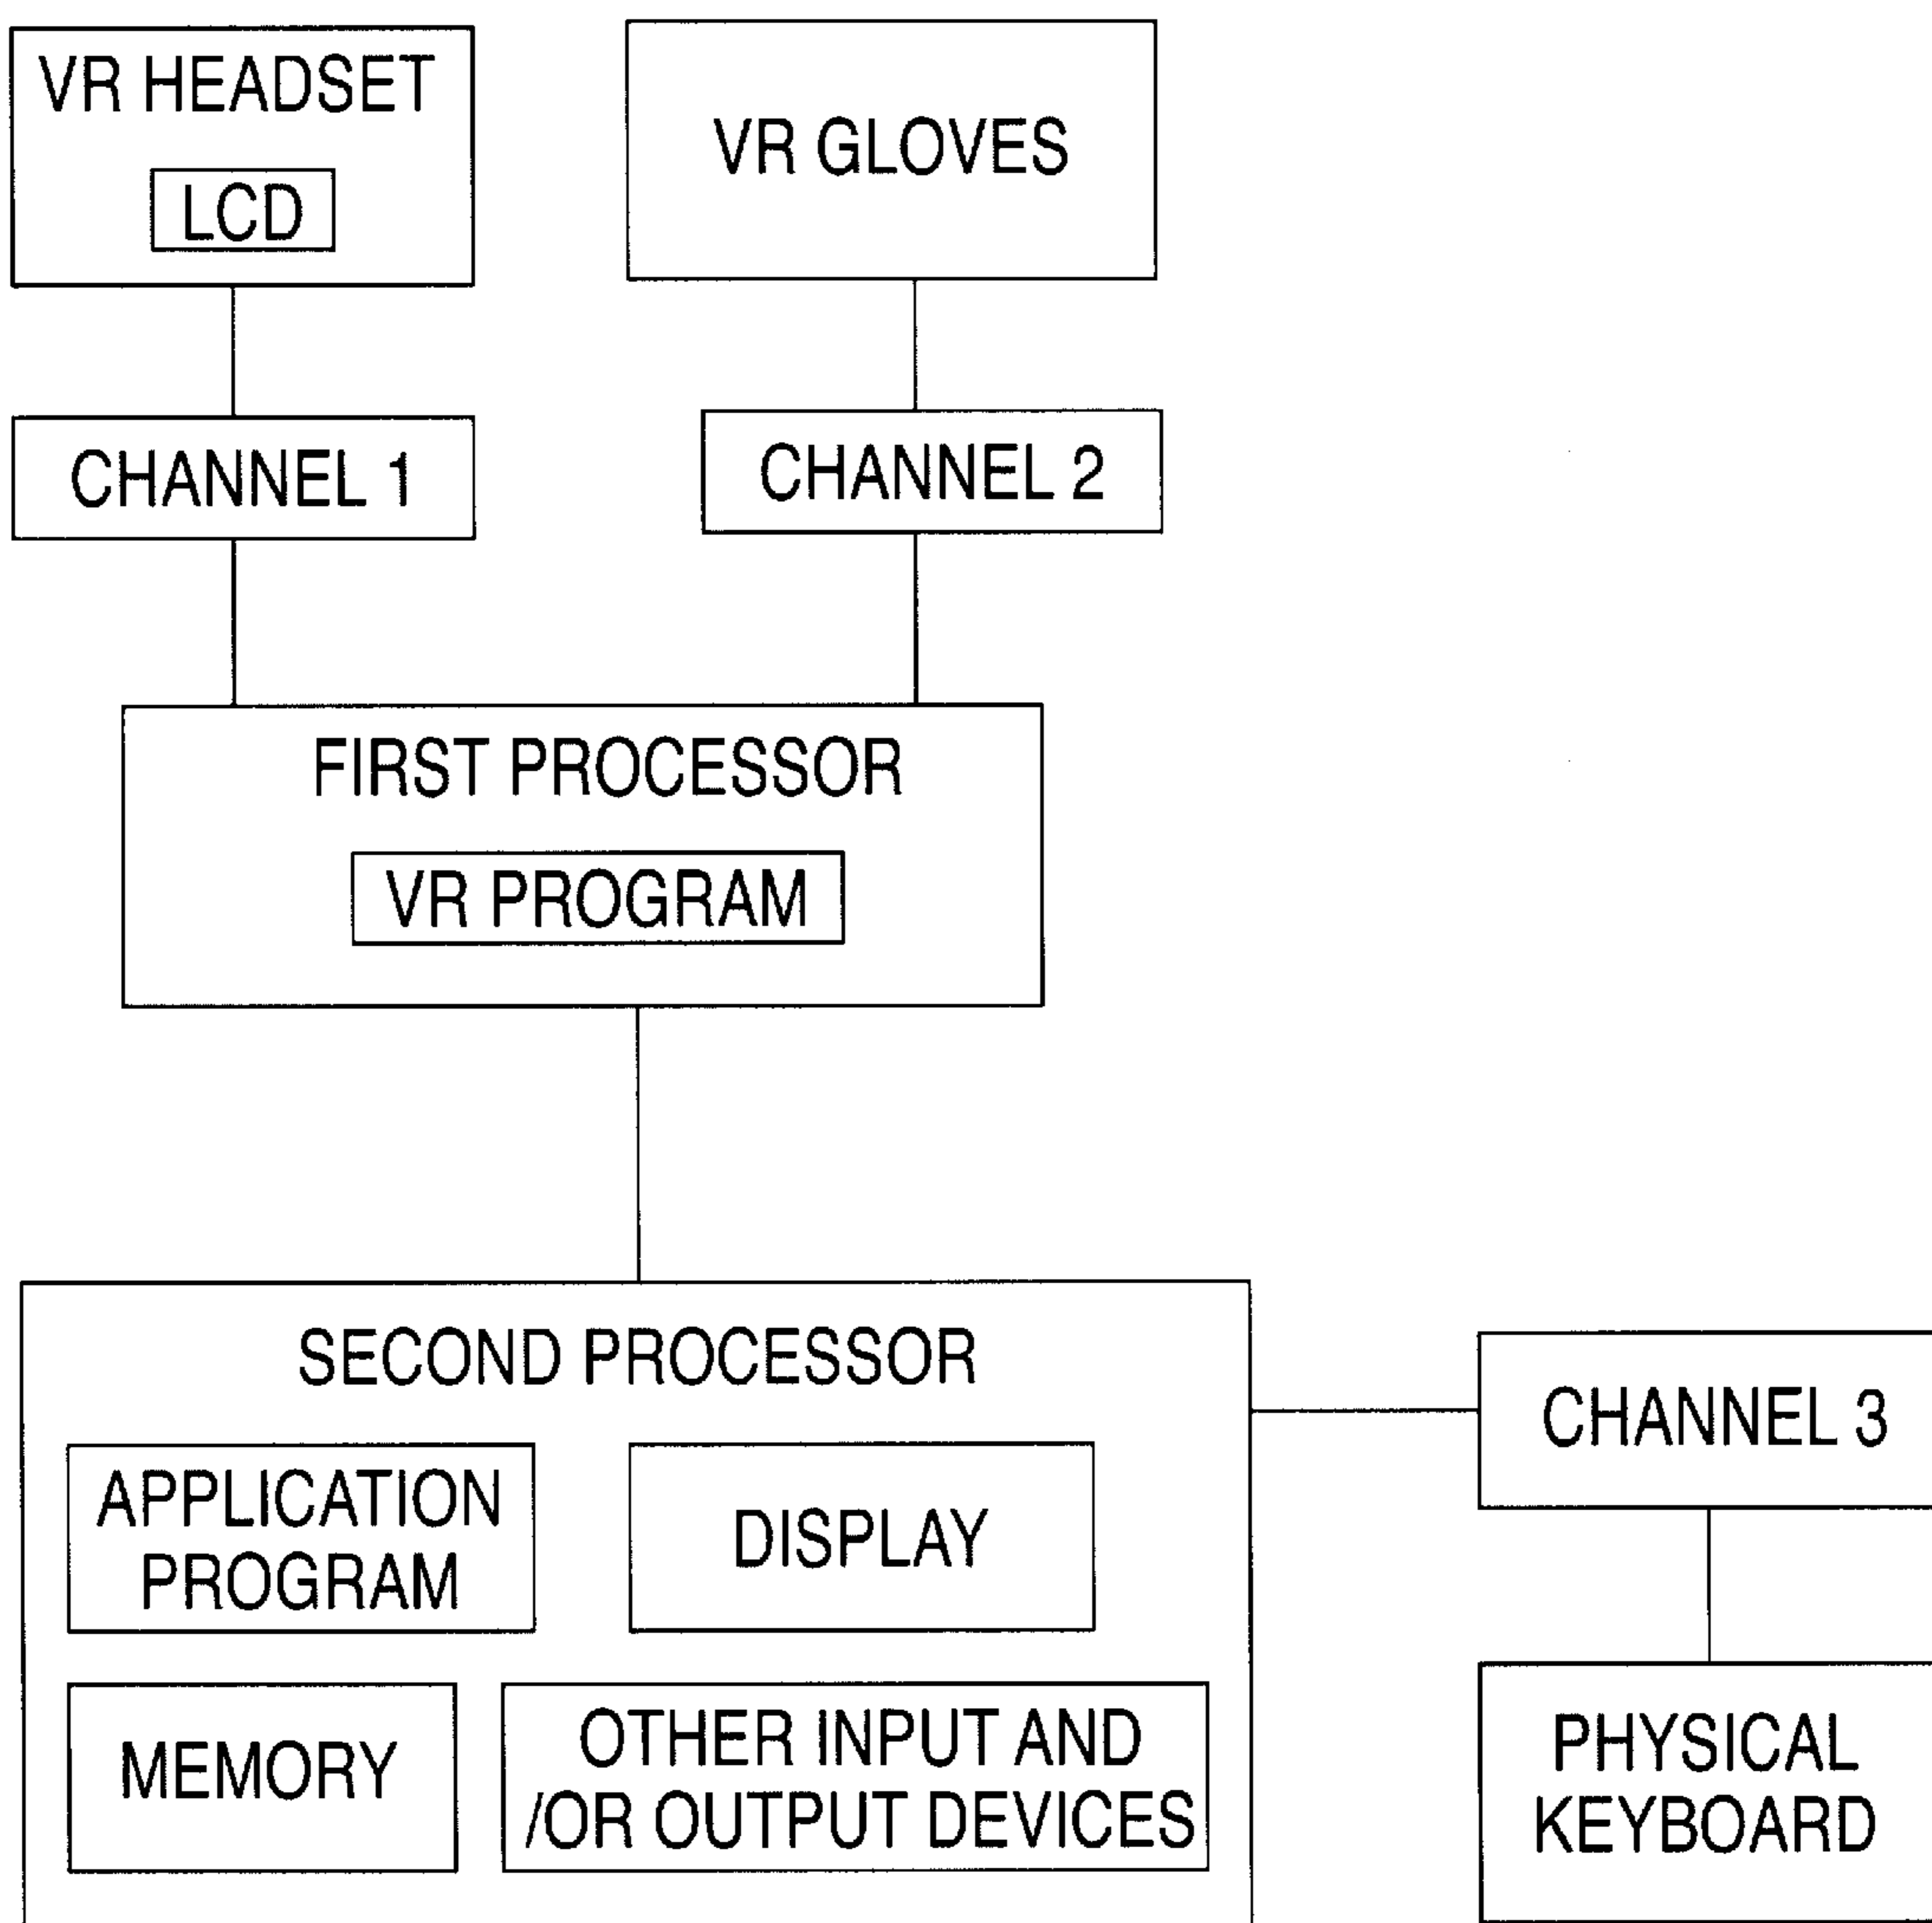 VR HEADSET
LCD
VR GLOVES
CHANNEL 1
CHANNEL 2
FIRST PROCESSOR
VR PROGRAM
SECOND PROCESSOR
APPLICATION
PROGRAM
DISPLAY
MEMORY
OTHER INPUT AND
/OR OUTPUT DEVICES
CHANNEL 3
PHYSICAL
KEYBOARD